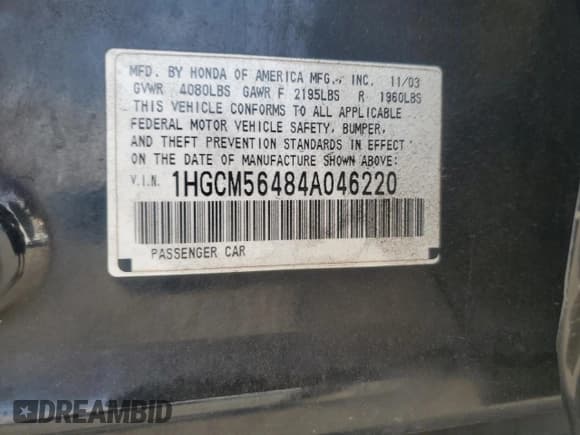 MFD. BY HONDA OF AMERICA MFG., INC. 11/03
GVWR 4080LBS GAWR F 2195LBS R 1960LBS
THIS VEHICLE CONFORMS TO ALL APPLICABLE
FEDERAL MOTOR VEHICLE SAFETY, BUMPER,
AND THEFT PREVENTION STANDARDS IN EFFECT
ON THE DATE OF MANUFACTURE SHOWN ABOVE:
V.I.N. 1HGCM56484A046220
PASSENGER CAR
DREAMBID